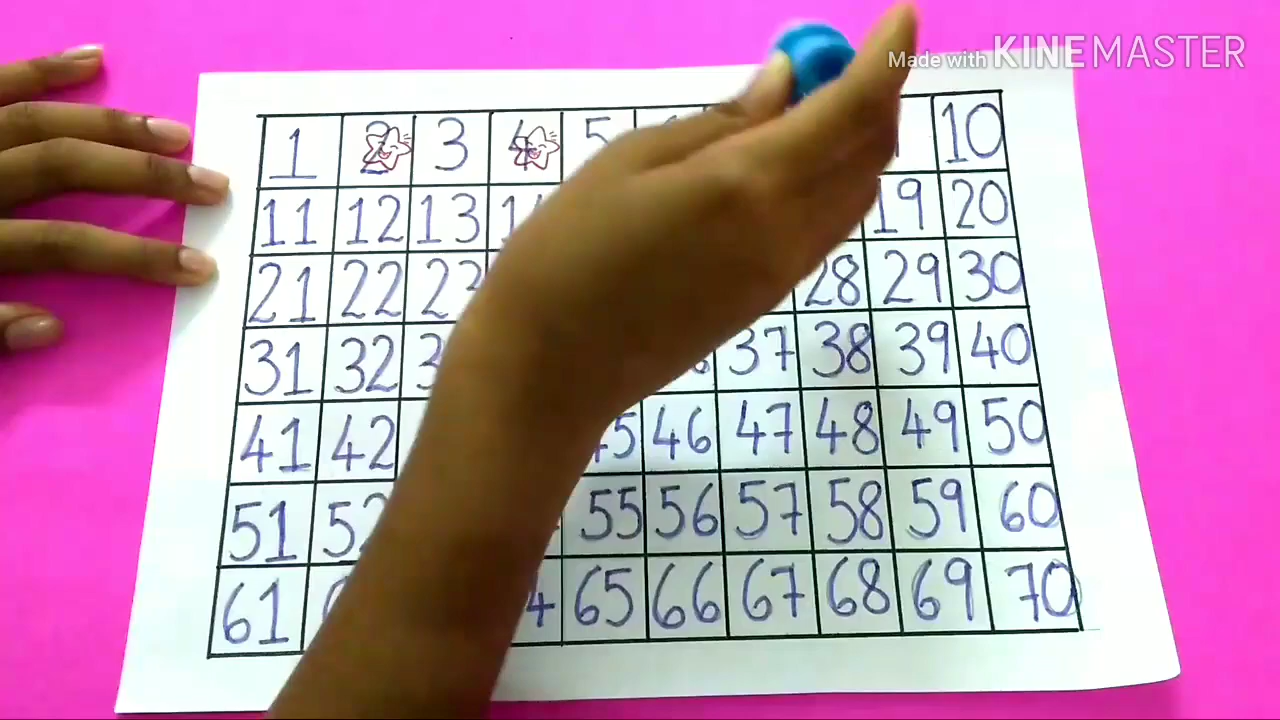 Made with KINEMASTER
1 2 3 4 5 10
11 12 13 19 20
21 22 28 29 30
31 32 37 38 39 40
41 42 46 47 48 49 50
51 52 55 56 57 58 59 60
61 65 66 67 68 69 70